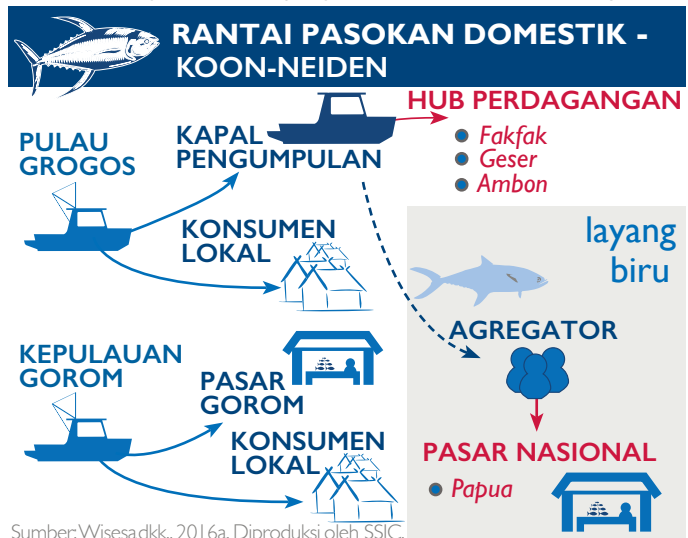 RANTAI PASOKAN DOMESTIK -
KOON-NEIDEN
PULAU
GROGOS
KAPAL
PENGUMPULAN
HUB PERDAGANGAN
Fakfak
Geser
Ambon
KONSUMEN
LOKAL
layang
biru
AGREGATOR
KEPULAUAN
GOROM
PASAR
GOROM
KONSUMEN
LOKAL
PASAR NASIONAL
Papua
Sumber: Wisesa dkk., 2016a. Diproduksi oleh SSIC.